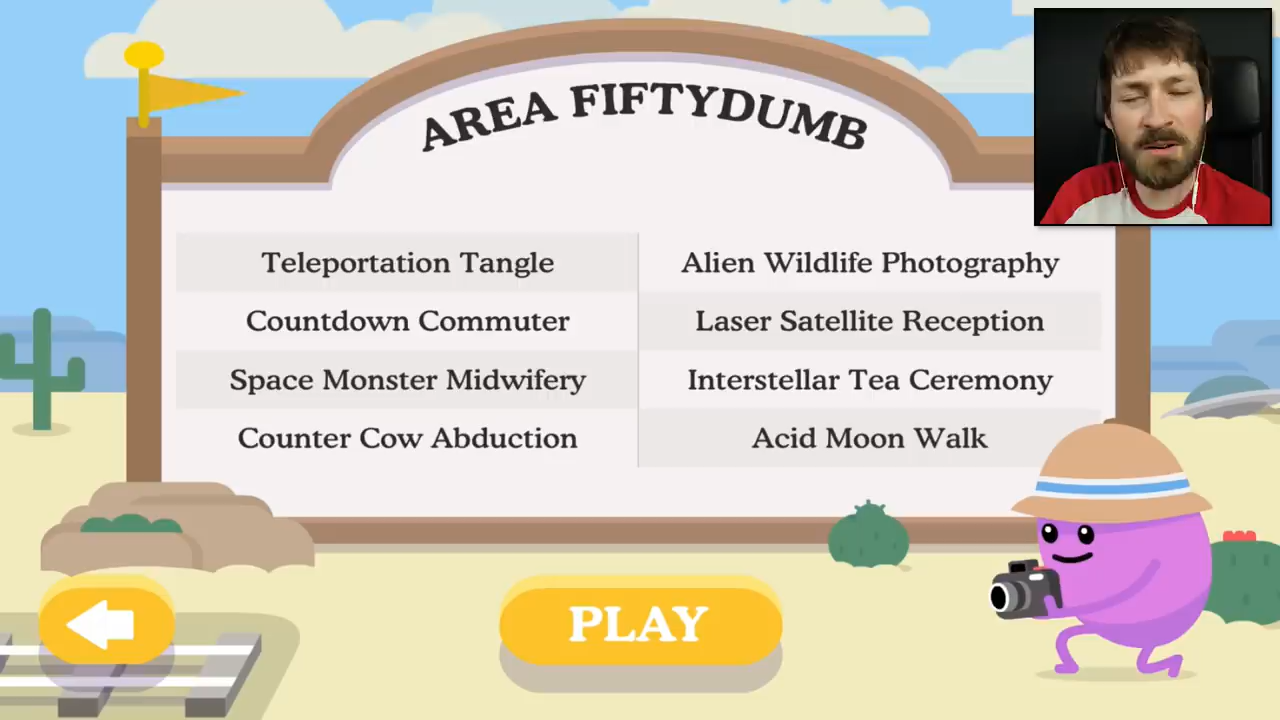 AREA FIFTYDUMB
Teleportation Tangle
Alien Wildlife Photography
Countdown Commuter
Laser Satellite Reception
Space Monster Midwifery
Interstellar Tea Ceremony
Counter Cow Abduction
Acid Moon Walk
PLAY